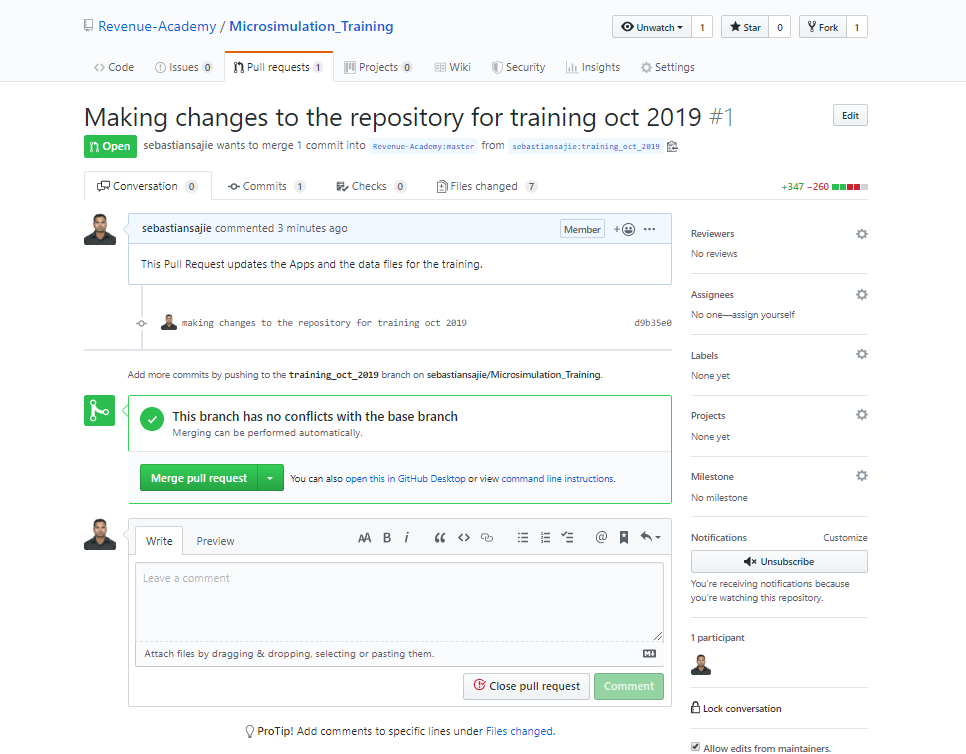 Revenue-Academy / Microsimulation_Training
Unwatch 1 Star 0 Fork 1
Code Issues 0 Pull requests 1 Projects 0 Wiki Security Insights Settings
Making changes to the repository for training oct 2019 #1
Edit
Open sebastiansajie wants to merge 1 commit into Revenue-Academy:master from sebastiansajie:training_oct_2019
Conversation 0 Commits 1 Checks 0 Files changed 7
+347 −260
sebastiansajie commented 3 minutes ago
Member
This Pull Request updates the Apps and the data files for the training.
making changes to the repository for training oct 2019 d9b35e0
Add more commits by pushing to the training_oct_2019 branch on sebastiansajie/Microsimulation_Training.
This branch has no conflicts with the base branch
Merging can be performed automatically.
Merge pull request You can also open this in GitHub Desktop or view command line instructions.
Write Preview
AA B i
Leave a comment
Attach files by dragging & dropping, selecting or pasting them.
Close pull request Comment
ProTip! Add comments to specific lines under Files changed.
Reviewers
No reviews
Assignees
No one—assign yourself
Labels
None yet
Projects
None yet
Milestone
No milestone
Notifications Customize
Unsubscribe
You're receiving notifications because
you're watching this repository.
1 participant
Lock conversation
Allow edits from maintainers.